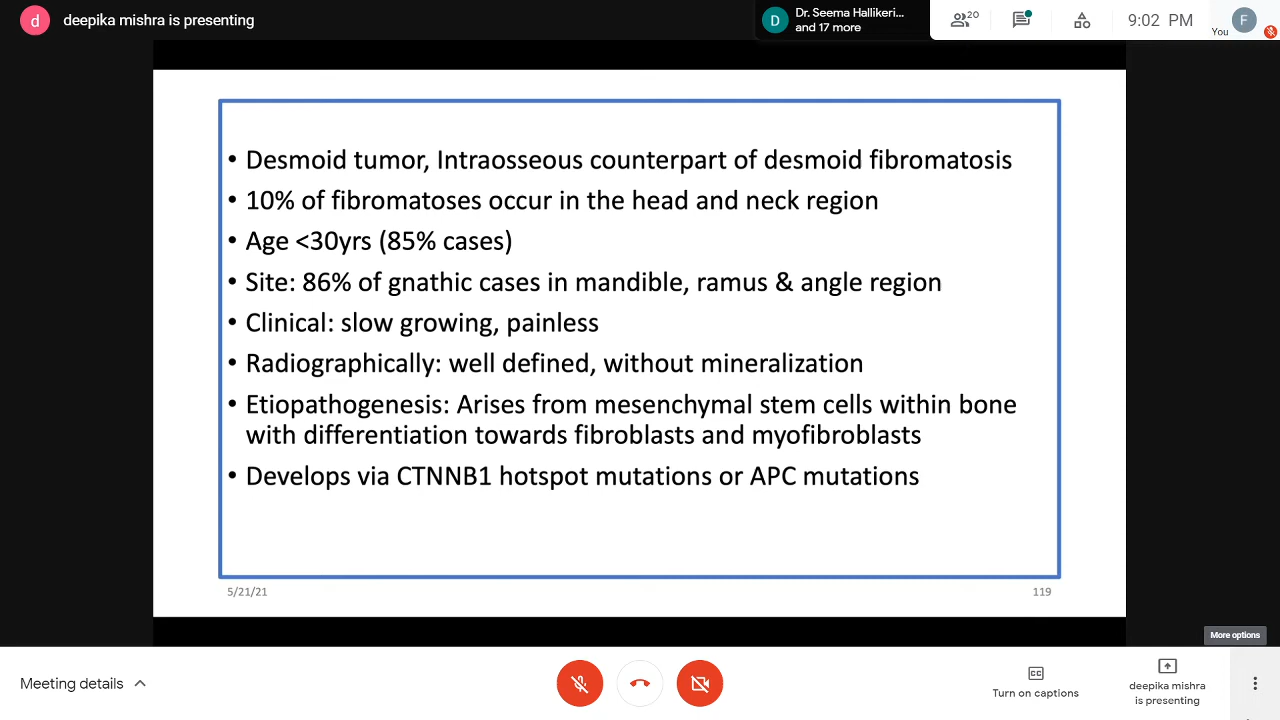 d
deepika mishra is presenting
D
Dr. Seema Hallikeri...
and 17 more
20
9:02 PM
You
F
• Desmoid tumor, Intraosseous counterpart of desmoid fibromatosis
• 10% of fibromatoses occur in the head and neck region
• Age <30yrs (85% cases)
• Site: 86% of gnathic cases in mandible, ramus & angle region
• Clinical: slow growing, painless
• Radiographically: well defined, without mineralization
• Etiopathogenesis: Arises from mesenchymal stem cells within bone
with differentiation towards fibroblasts and myofibroblasts
• Develops via CTNNB1 hotspot mutations or APC mutations
5/21/21
119
More options
Meeting details
CC
Turn on captions
deepika mishra
is presenting